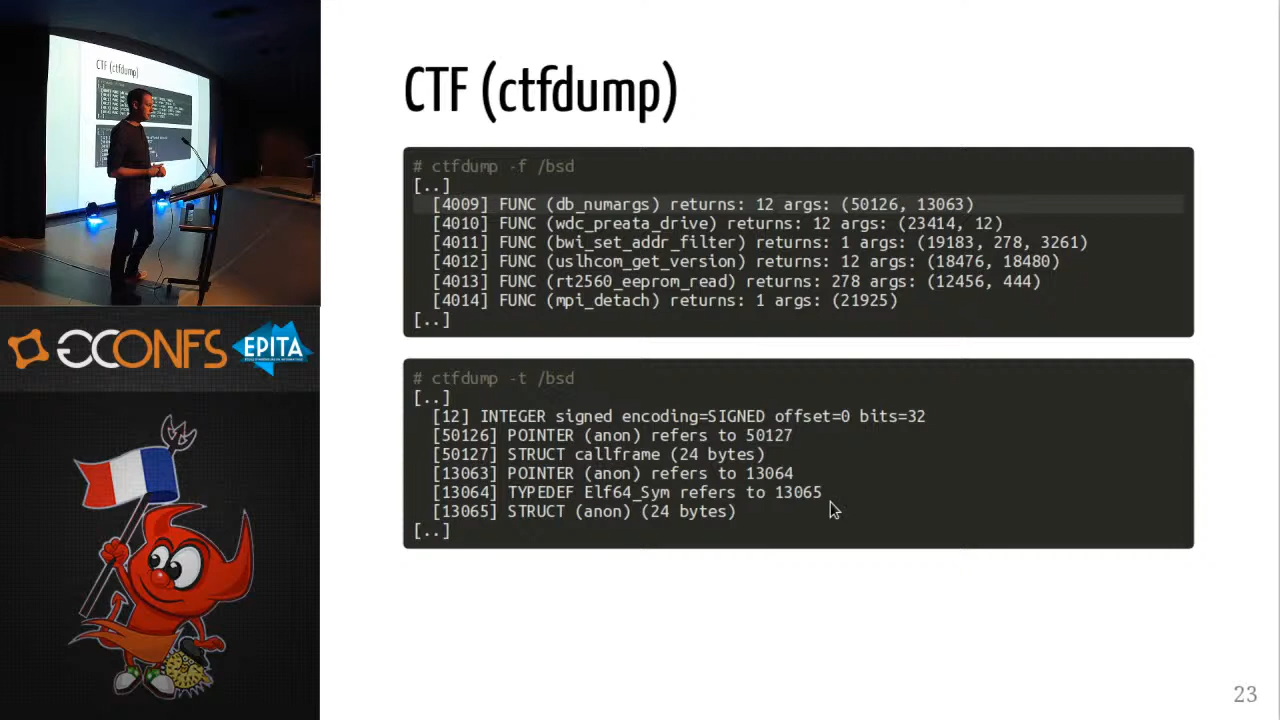 CTF (ctfdump)
# ctfdump -f /bsd
[..]
[4009] FUNC (db_numargs) returns: 12 args: (50126, 13063)
[4010] FUNC (wdc_preata_drive) returns: 12 args: (23414, 12)
[4011] FUNC (bwi_set_addr_filter) returns: 1 args: (19183, 278, 3261)
[4012] FUNC (uslhcom_get_version) returns: 12 args: (18476, 18480)
[4013] FUNC (rt2560_eeprom_read) returns: 278 args: (12456, 444)
[4014] FUNC (mpi_detach) returns: 1 args: (21925)
[..]
# ctfdump -t /bsd
[..]
[12] INTEGER signed encoding=SIGNED offset=0 bits=32
[50126] POINTER (anon) refers to 50127
[50127] STRUCT callframe (24 bytes)
[13063] POINTER (anon) refers to 13064
[13064] TYPEDEF Elf64_Sym refers to 13065
[13065] STRUCT (anon) (24 bytes)
[..]
23
CTF (ctfdump)
GCONFS
EPITA